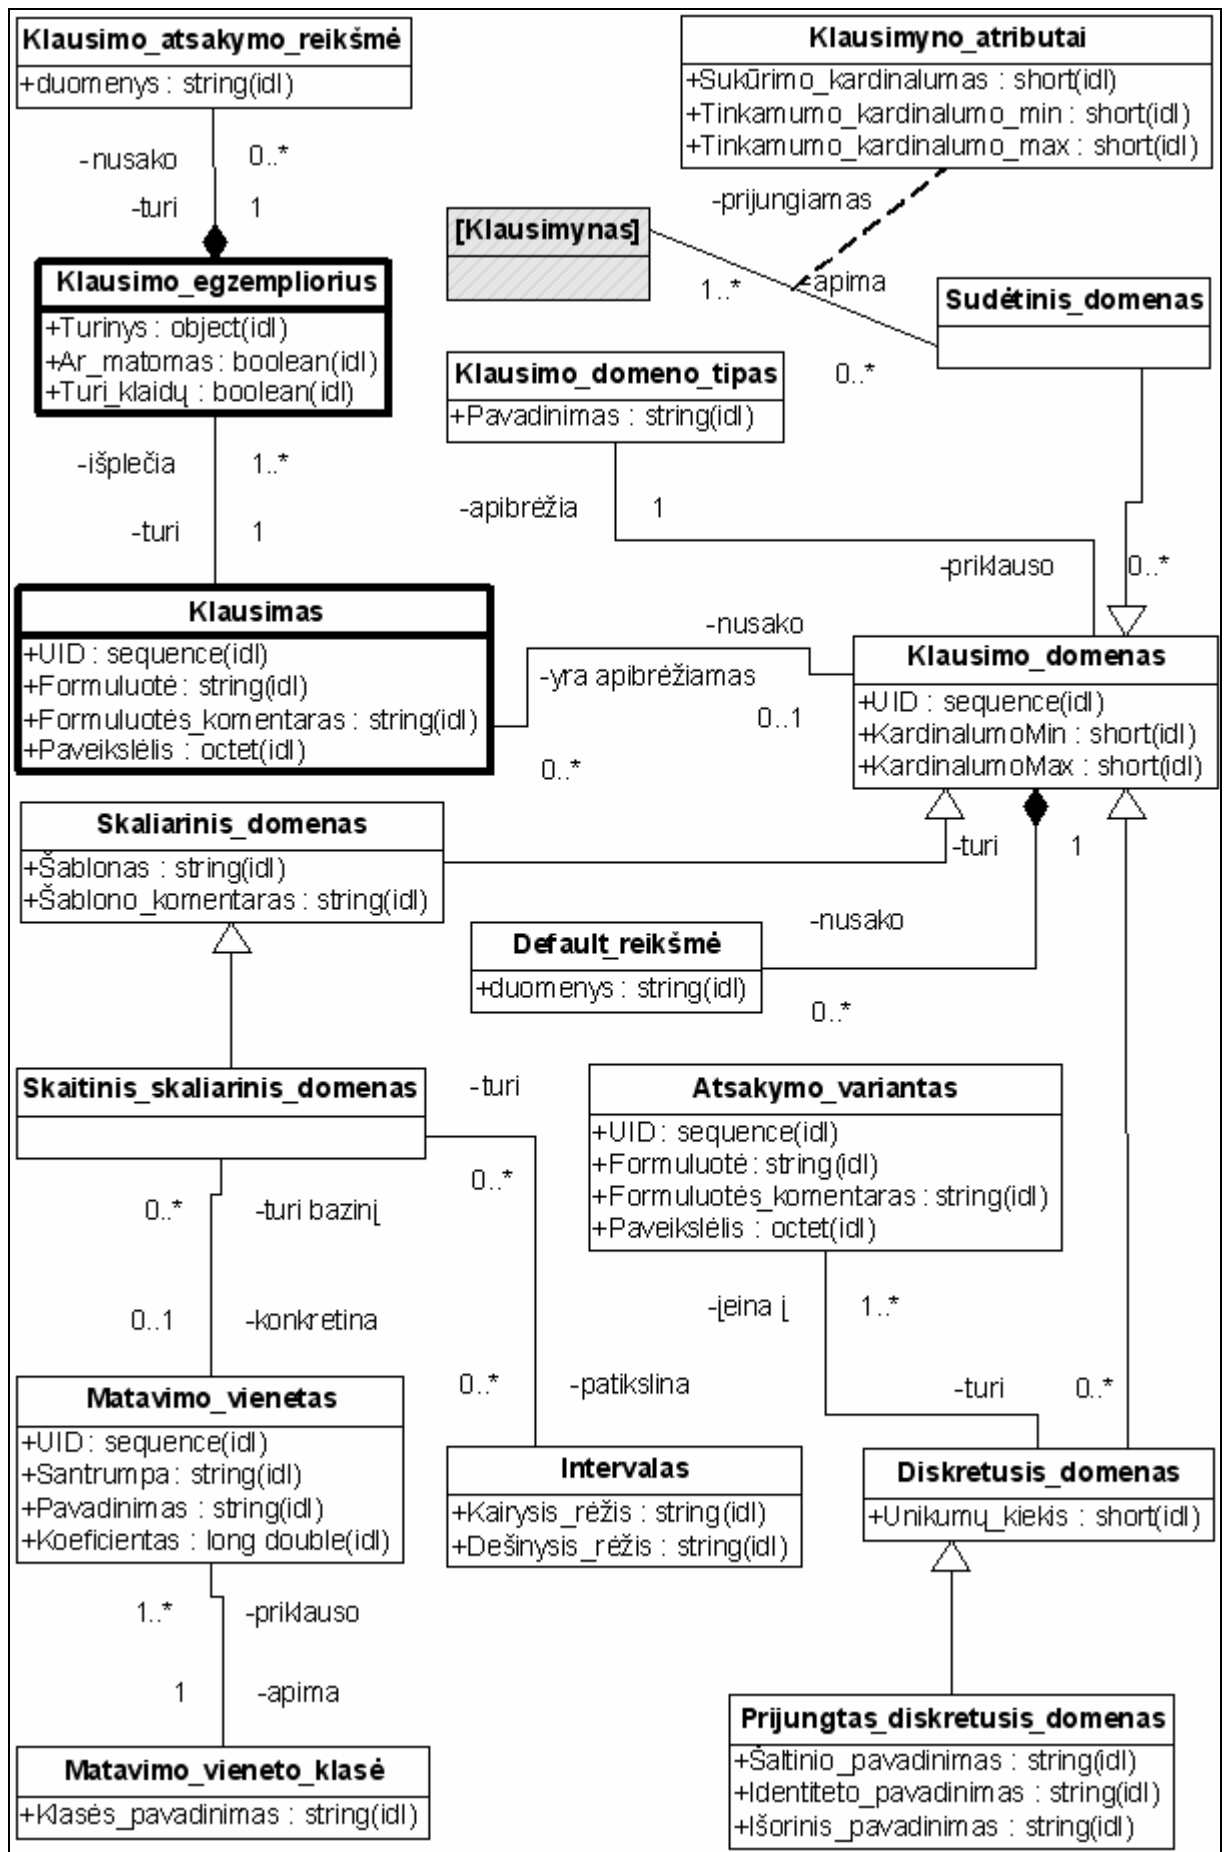 Klausimo_atsakymo_reikšmė
+duomenys : string(idl)
Klausimyno_atributai
+Sukūrimo_kardinalumas : short(idl)
+Tinkamumo_kardinalumo_min : short(idl)
+Tinkamumo_kardinalumo_max : short(idl)
-nusako
0..*
-turi
1
-prijungiamas
[Klausimynas]
1..*
-apima
0..*
Klausimo_egzempliorius
+Turinys : object(idl)
+Ar_matomas : boolean(idl)
+Turi_klaidų : boolean(idl)
Sudėtinis_domenas
Klausimo_domeno_tipas
+Pavadinimas : string(idl)
-išplečia
1..*
-turi
1
-apibrėžia
1
-priklauso
0..*
Klausimas
+UID : sequence(idl)
+Formuluotė : string(idl)
+Formuluotės_komentaras : string(idl)
+Paveikslėlis : octet(idl)
-nusako
-yra apibrėžiamas
0..1
0..*
Klausimo_domenas
+UID : sequence(idl)
+KardinalumoMin : short(idl)
+KardinalumoMax : short(idl)
Skaliarinis_domenas
+Šablonas : string(idl)
+Šablono_komentaras : string(idl)
-turi
1
-nusako
0..*
Default_reikšmė
+duomenys : string(idl)
Skaitinis_skaliarinis_domenas
-turi
0..*
Atsakymo_variantas
+UID : sequence(idl)
+Formuluotė : string(idl)
+Formuluotės_komentaras : string(idl)
+Paveikslėlis : octet(idl)
0..*
-turi bazinį
0..1
-konkretina
-įeina į
1..*
0..*
-patikslina
-turi
0..*
Matavimo_vienetas
+UID : sequence(idl)
+Santrumpa : string(idl)
+Pavadinimas : string(idl)
+Koeficientas : long double(idl)
Intervalas
+Kairysis_rėžis : string(idl)
+Dešinysis_rėžis : string(idl)
Diskretusis_domenas
+Unikumų_kiekis : short(idl)
1..*
-priklauso
1
-apima
Matavimo_vieneto_klasė
+Klasės_pavadinimas : string(idl)
Prijungtas_diskretusis_domenas
+Šaltinio_pavadinimas : string(idl)
+Identiteto_pavadinimas : string(idl)
+Išorinis_pavadinimas : string(idl)